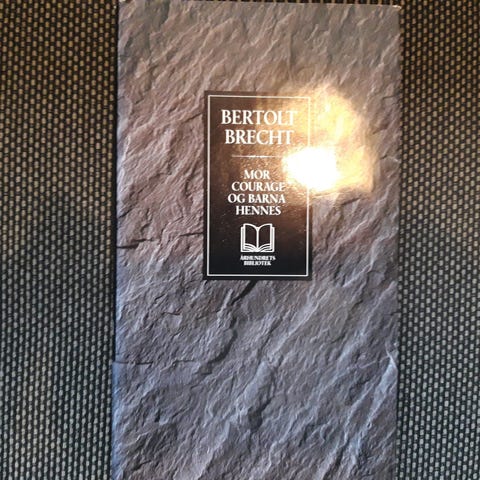 BERTOLT
BRECHT
MOR
COURAGE
OG BARNA
HENNES
ÅRHUNDRETS
BIBLIOTEK